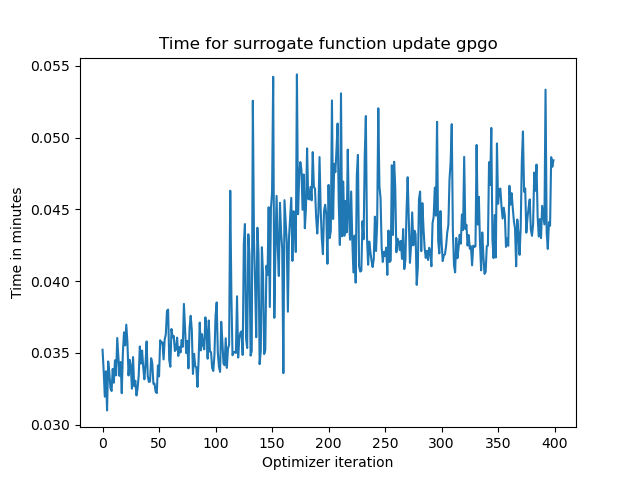 Time for surrogate function update gpgo
0.055
0.050
0.045
0.040
0.035
0.030
Time in minutes
0 50 100 150 200 250 300 350 400
Optimizer iteration